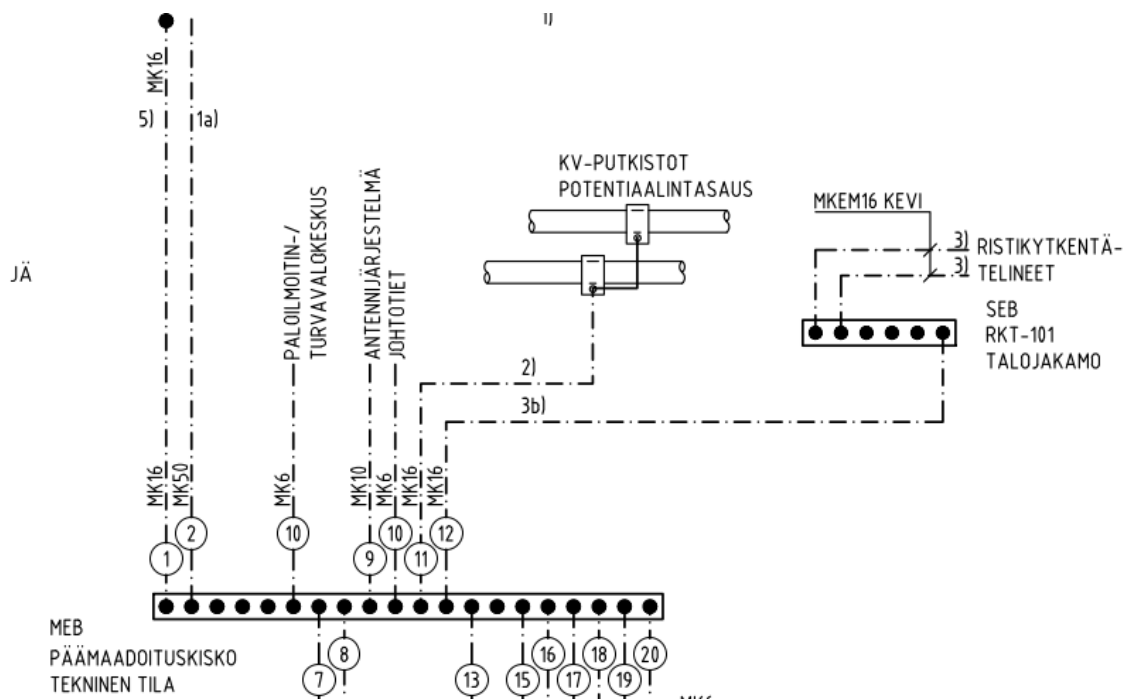 1)
MK16
5)
1a)
KV-PUTKISTOT
POTENTIAALINTASAUS
PALOILMOITIN-/
TURVAVALOKESKUS
ANTENNIJÄRJESTELMÄ
JOHTOTIET
MKEM16 KEVI
3)
RISTIKYTKENTÄ-
3)
TELINEET
JÄ
SEB
RKT-101
TALOJAKAMO
2)
3b)
MK16
MK50
MK6
MK10
MK6
MK16
MK16
2
10
10
12
1
9
11
MEB
PÄÄMAADOITUSKISKO
TEKNINEN TILA
8
16
18
20
7
13
15
17
19